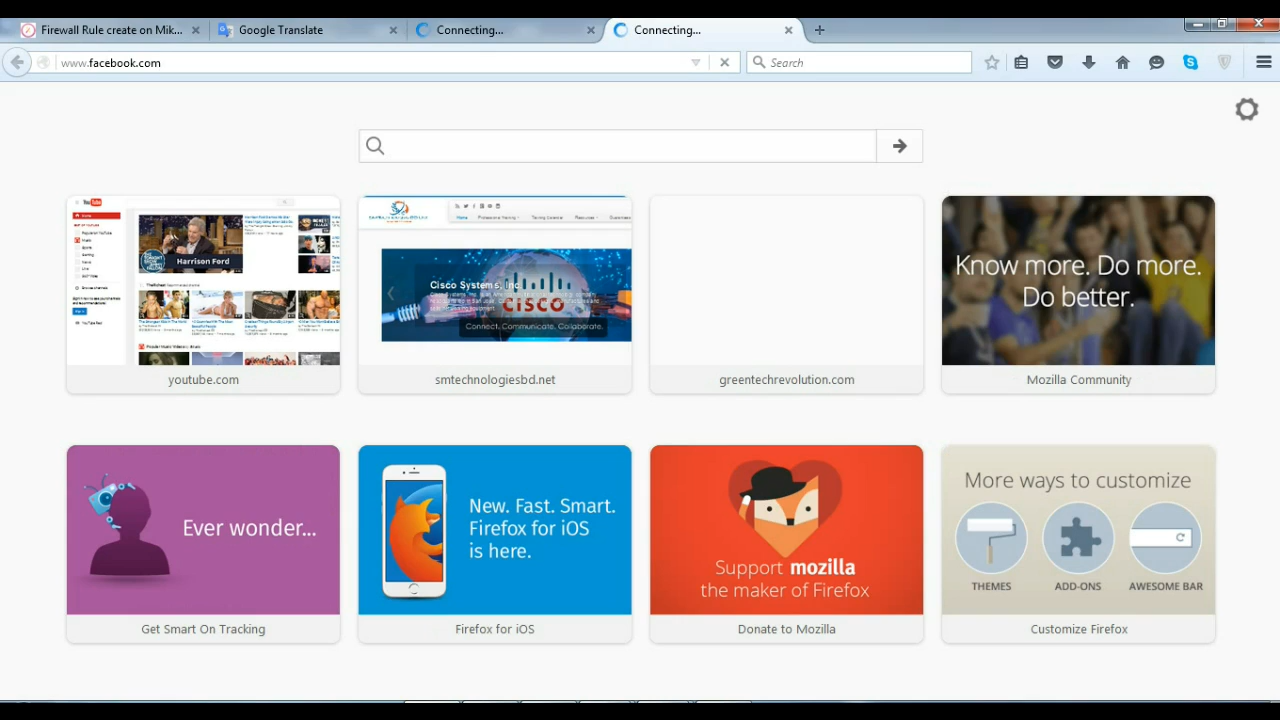 Firewall Rule create on Mik...
Google Translate
Connecting...
Connecting...
www.facebook.com
Search
YouTube
Harrison Ford
youtube.com
Home
Cisco Systems, Inc.
CISCO
Connect. Communicate. Collaborate.
smtechnologiesbd.net
greentechrevolution.com
Know more. Do more.
Do better.
Mozilla Community
Ever wonder...
Get Smart On Tracking
New. Fast. Smart.
Firefox for iOS
is here.
Firefox for iOS
Support mozilla
the maker of Firefox
Donate to Mozilla
More ways to customize
THEMES
ADD-ONS
AWESOME BAR
Customize Firefox